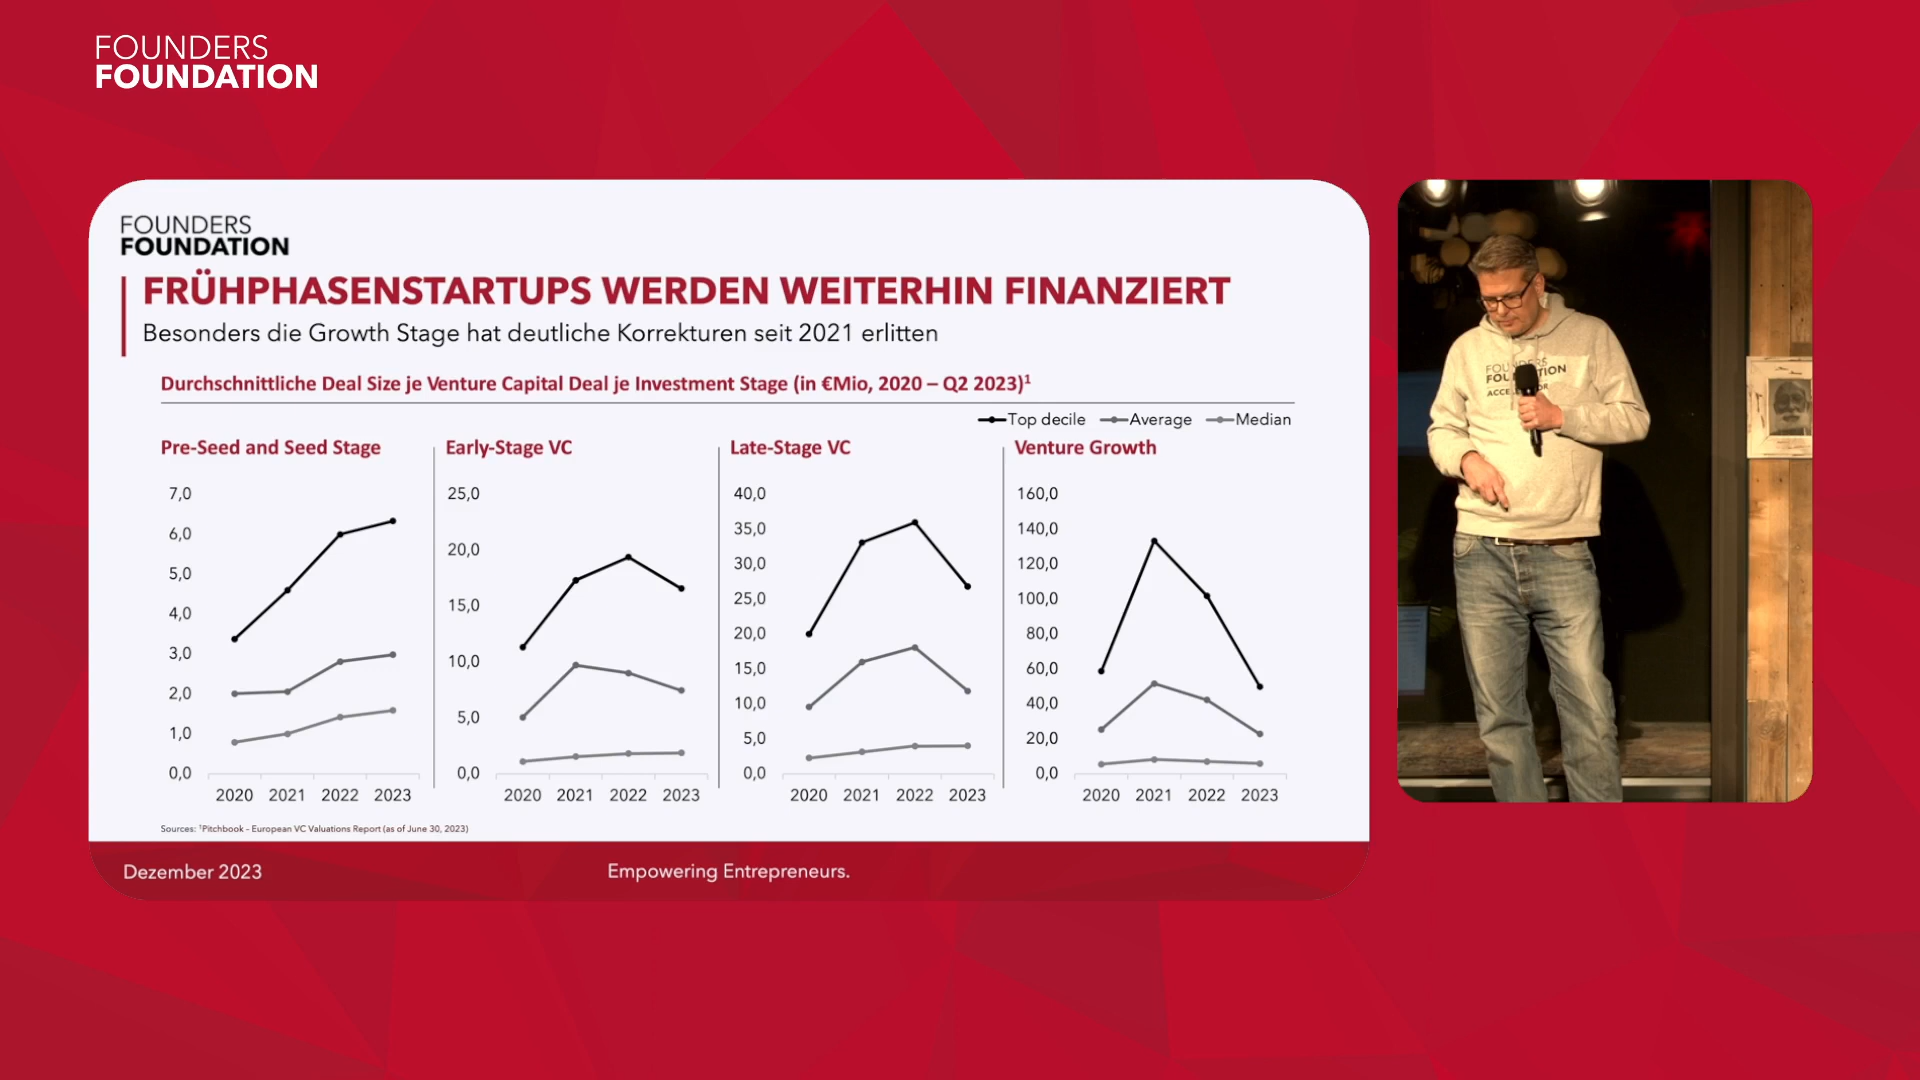 FOUNDERS
FOUNDATION
FOUNDERS
FOUNDATION
FRÜHPHASENSTARTUPS WERDEN WEITERHIN FINANZIERT
Besonders die Growth Stage hat deutliche Korrekturen seit 2021 erlitten
Durchschnittliche Deal Size je Venture Capital Deal je Investment Stage (in €Mio, 2020 – Q2 2023)¹
Top decile Average Median
Pre-Seed and Seed Stage
7,0
6,0
5,0
4,0
3,0
2,0
1,0
0,0
2020 2021 2022 2023
Early-Stage VC
25,0
20,0
15,0
10,0
5,0
0,0
2020 2021 2022 2023
Late-Stage VC
40,0
35,0
30,0
25,0
20,0
15,0
10,0
5,0
0,0
2020 2021 2022 2023
Venture Growth
160,0
140,0
120,0
100,0
80,0
60,0
40,0
20,0
0,0
2020 2021 2022 2023
Sources: ¹Pitchbook - European VC Valuations Report (as of June 30, 2023)
Dezember 2023
Empowering Entrepreneurs.